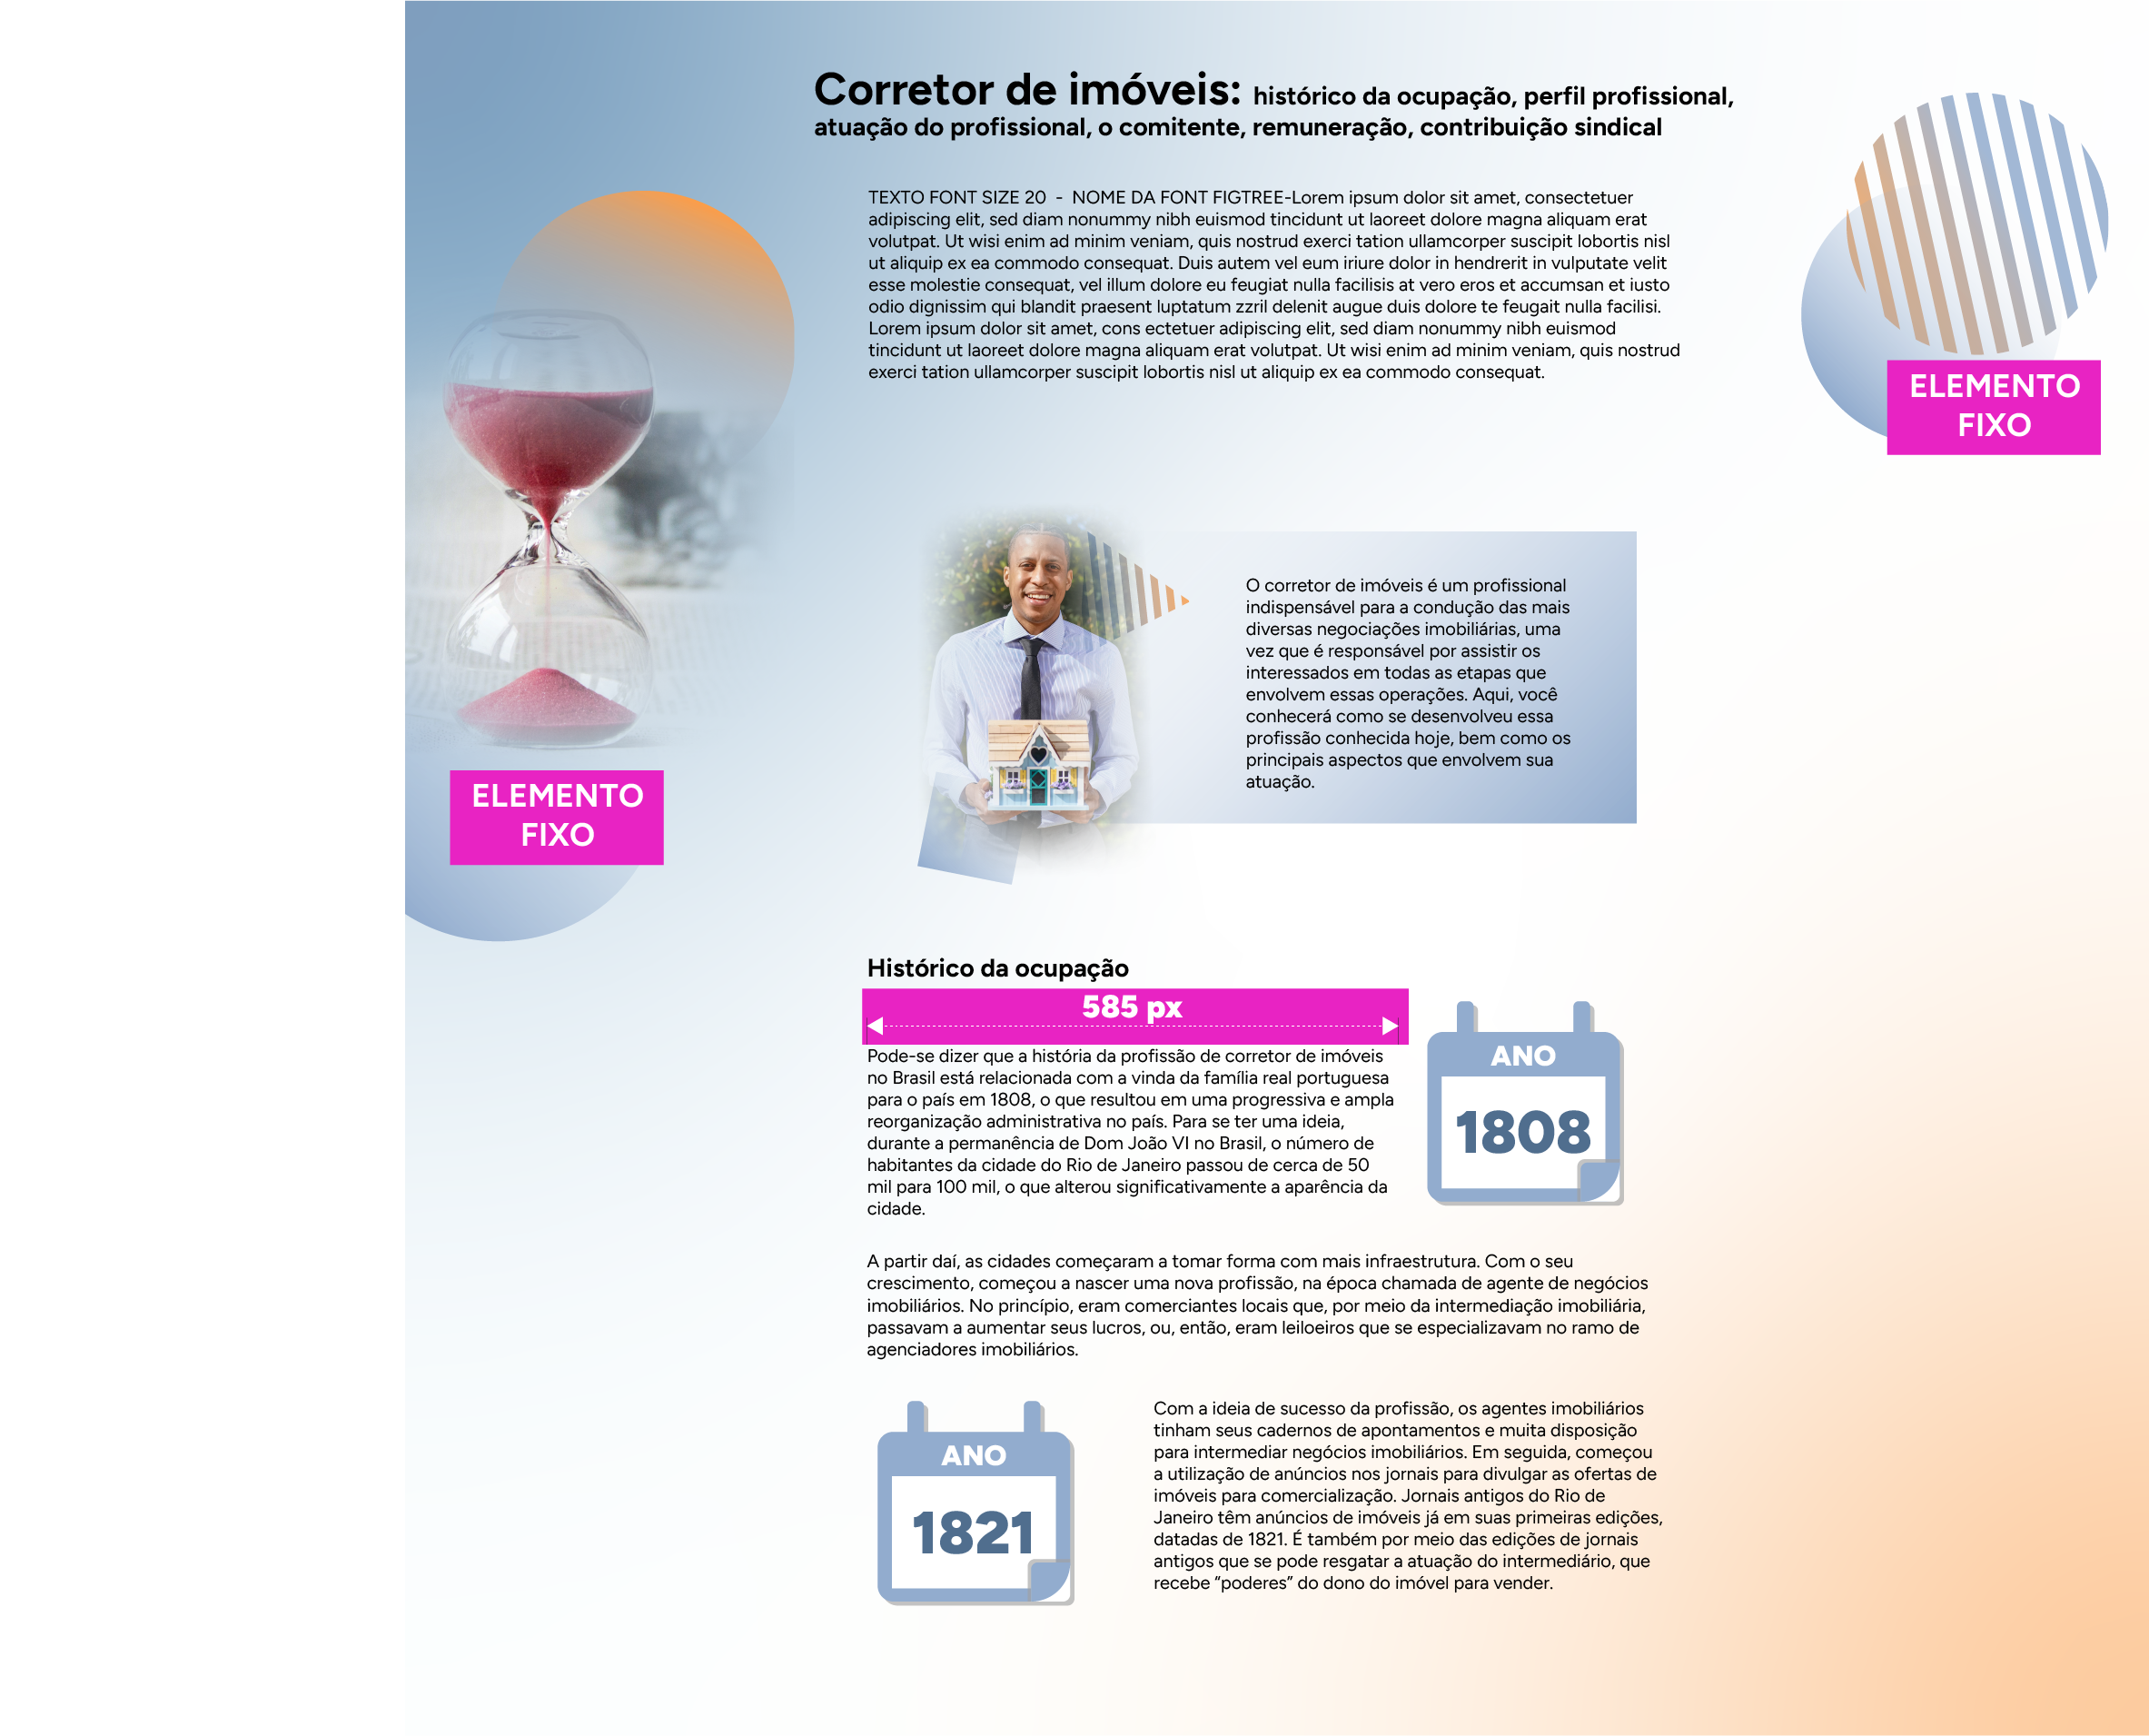 Corretor de imóveis: histórico da ocupação, perfil profissional,
atuação do profissional, o comitente, remuneração, contribuição sindical
TEXTO FONT SIZE 20 - NOME DA FONT FIGTREE-Lorem ipsum dolor sit amet, consectetuer
adipiscing elit, sed diam nonummy nibh euismod tincidunt ut laoreet dolore magna aliquam erat
volutpat. Ut wisi enim ad minim veniam, quis nostrud exerci tation ullamcorper suscipit lobortis nisl
ut aliquip ex ea commodo consequat. Duis autem vel eum iriure dolor in hendrerit in vulputate velit
esse molestie consequat, vel illum dolore eu feugiat nulla facilisis at vero eros et accumsan et iusto
odio dignissim qui blandit praesent luptatum zzril delenit augue duis dolore te feugait nulla facilisi.
Lorem ipsum dolor sit amet, cons ectetuer adipiscing elit, sed diam nonummy nibh euismod
tincidunt ut laoreet dolore magna aliquam erat volutpat. Ut wisi enim ad minim veniam, quis nostrud
exerci tation ullamcorper suscipit lobortis nisl ut aliquip ex ea commodo consequat.
ELEMENTO
FIXO
O corretor de imóveis é um profissional
indispensável para a condução das mais
diversas negociações imobiliárias, uma
vez que é responsável por assistir os
interessados em todas as etapas que
envolvem essas operações. Aqui, você
conhecerá como se desenvolveu essa
profissão conhecida hoje, bem como os
principais aspectos que envolvem sua
atuação.
ELEMENTO
FIXO
Histórico da ocupação
585 px
Pode-se dizer que a história da profissão de corretor de imóveis
no Brasil está relacionada com a vinda da família real portuguesa
para o país em 1808, o que resultou em uma progressiva e ampla
reorganização administrativa no país. Para se ter uma ideia,
durante a permanência de Dom João VI no Brasil, o número de
habitantes da cidade do Rio de Janeiro passou de cerca de 50
mil para 100 mil, o que alterou significativamente a aparência da
cidade.
ANO
1808
A partir daí, as cidades começaram a tomar forma com mais infraestrutura. Com o seu
crescimento, começou a nascer uma nova profissão, na época chamada de agente de negócios
imobiliários. No princípio, eram comerciantes locais que, por meio da intermediação imobiliária,
passavam a aumentar seus lucros, ou, então, eram leiloeiros que se especializavam no ramo de
agenciadores imobiliários.
ANO
1821
Com a ideia de sucesso da profissão, os agentes imobiliários
tinham seus cadernos de apontamentos e muita disposição
para intermediar negócios imobiliários. Em seguida, começou
a utilização de anúncios nos jornais para divulgar as ofertas de
imóveis para comercialização. Jornais antigos do Rio de
Janeiro têm anúncios de imóveis já em suas primeiras edições,
datadas de 1821. É também por meio das edições de jornais
antigos que se pode resgatar a atuação do intermediário, que
recebe “poderes” do dono do imóvel para vender.